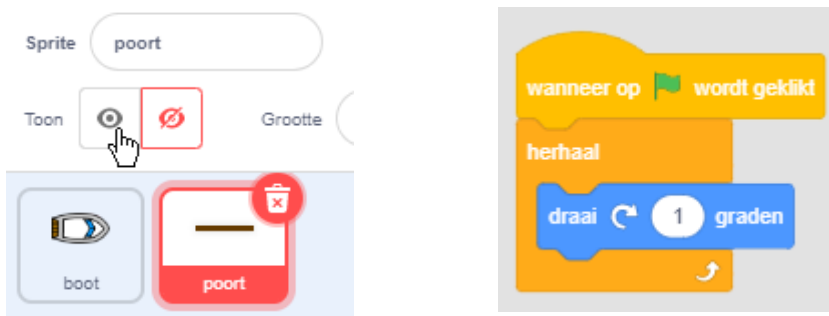 Sprite poort
Toon Grootte
boot poort
wanneer op wordt geklikt
herhaal
draai 1 graden